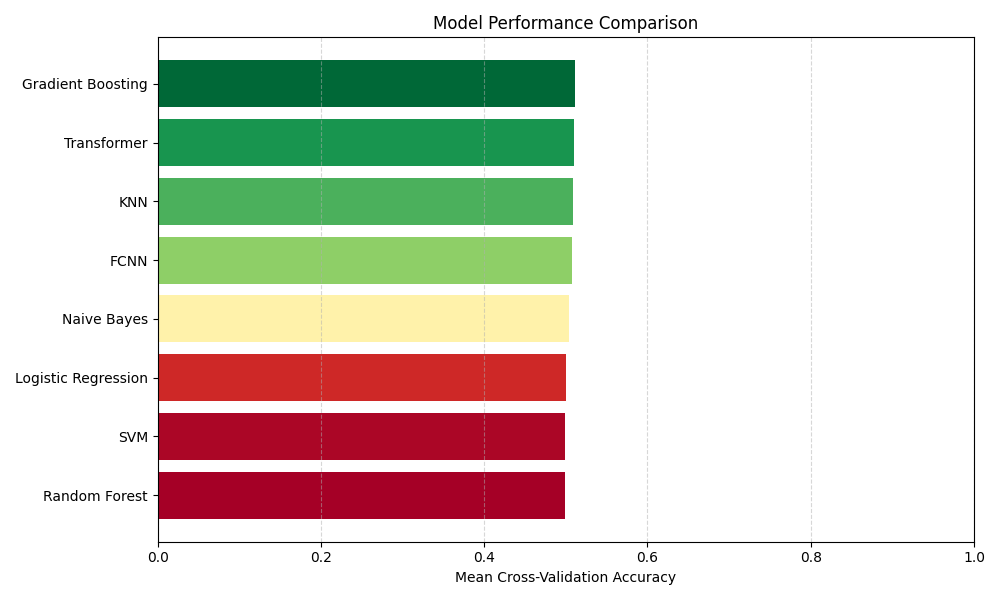 Model Performance Comparison
Gradient Boosting
Transformer
KNN
FCNN
Naive Bayes
Logistic Regression
SVM
Random Forest
0.0 0.2 0.4 0.6 0.8 1.0
Mean Cross-Validation Accuracy